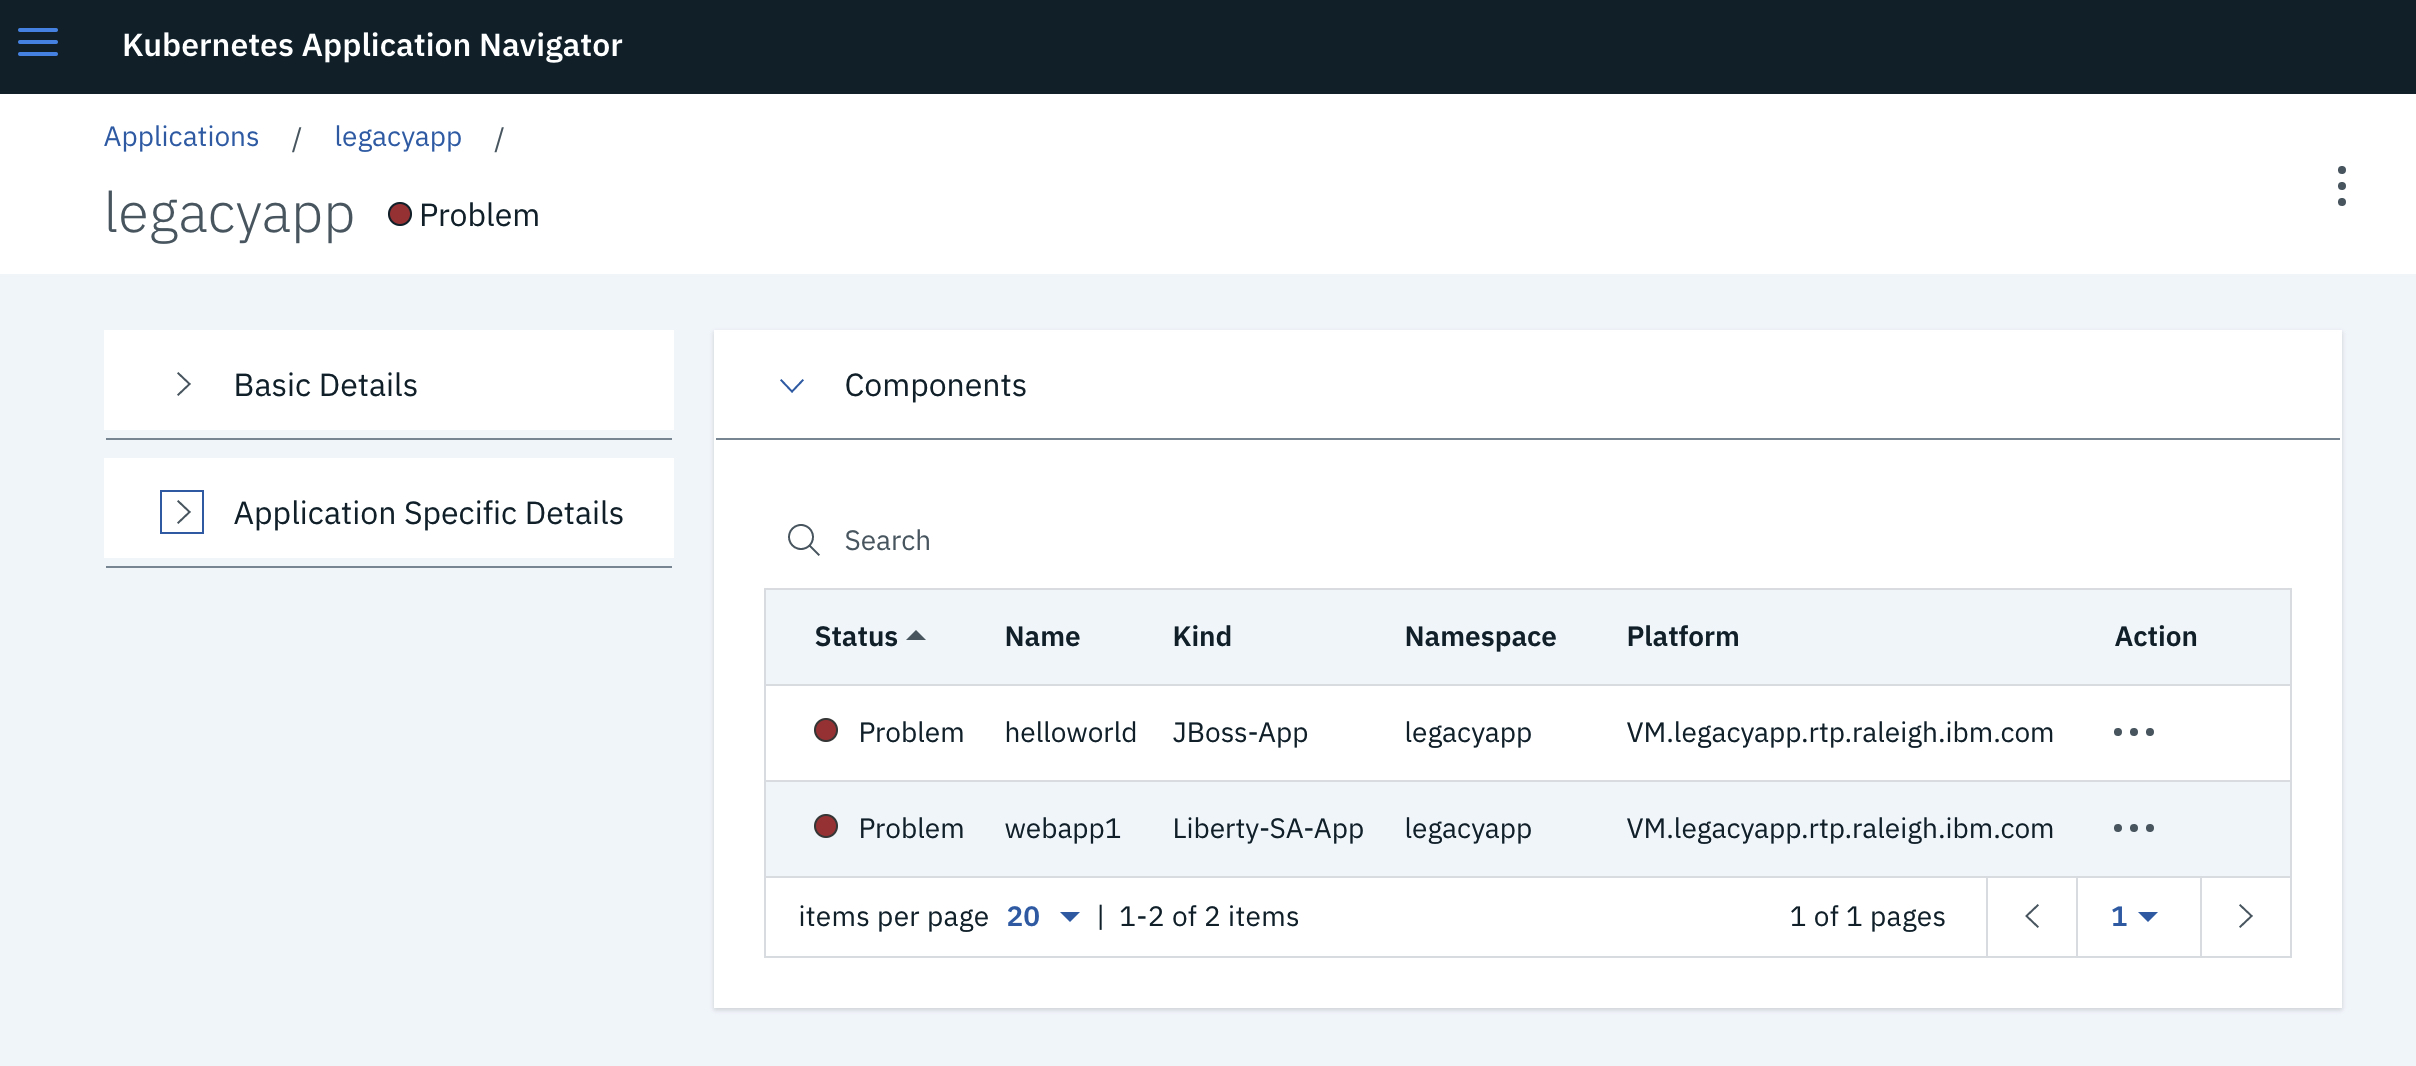 Kubernetes Application Navigator
Applications / legacyapp /
legacyapp Problem
Basic Details
Application Specific Details
Components
Search
Status Name Kind Namespace Platform Action
Problem helloworld JBoss-App legacyapp VM.legacyapp.rtp.raleigh.ibm.com
Problem webapp1 Liberty-SA-App legacyapp VM.legacyapp.rtp.raleigh.ibm.com
items per page 20 | 1-2 of 2 items 1 of 1 pages 1